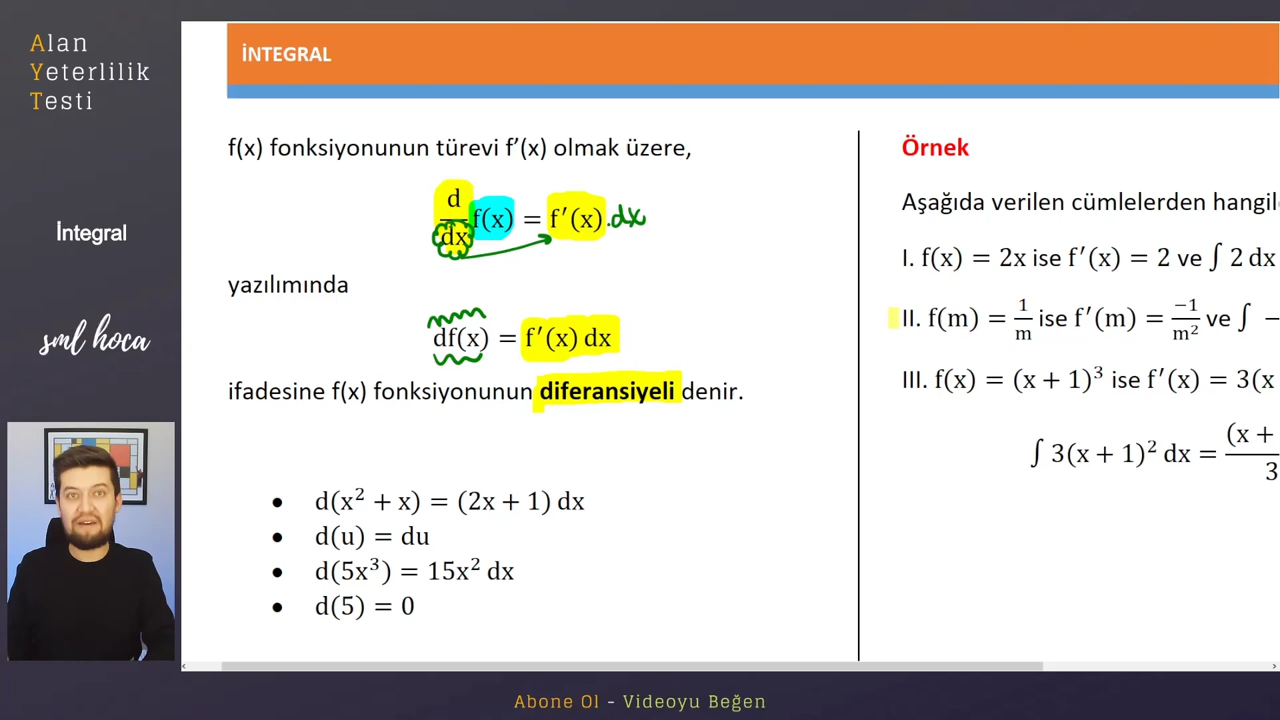 Alan
Yeterlilik
Testi
İntegral
sml hoca
İNTEGRAL
f(x) fonksiyonunun türevi f'(x) olmak üzere,
d/dx f(x) = f'(x) .dx
yazılımında
df(x) = f'(x) dx
ifadesine f(x) fonksiyonunun diferansiyeli denir.
• d(x² + x) = (2x + 1) dx
• d(u) = du
• d(5x³) = 15x² dx
• d(5) = 0
Örnek
Aşağıda verilen cümlelerden hangil
I. f(x) = 2x ise f'(x) = 2 ve ∫ 2 dx
II. f(m) = 1/m ise f'(m) = −1/m² ve ∫ −
III. f(x) = (x + 1)³ ise f'(x) = 3(x
∫ 3(x + 1)² dx = (x + / 3
Abone Ol - Videoyu Beğen